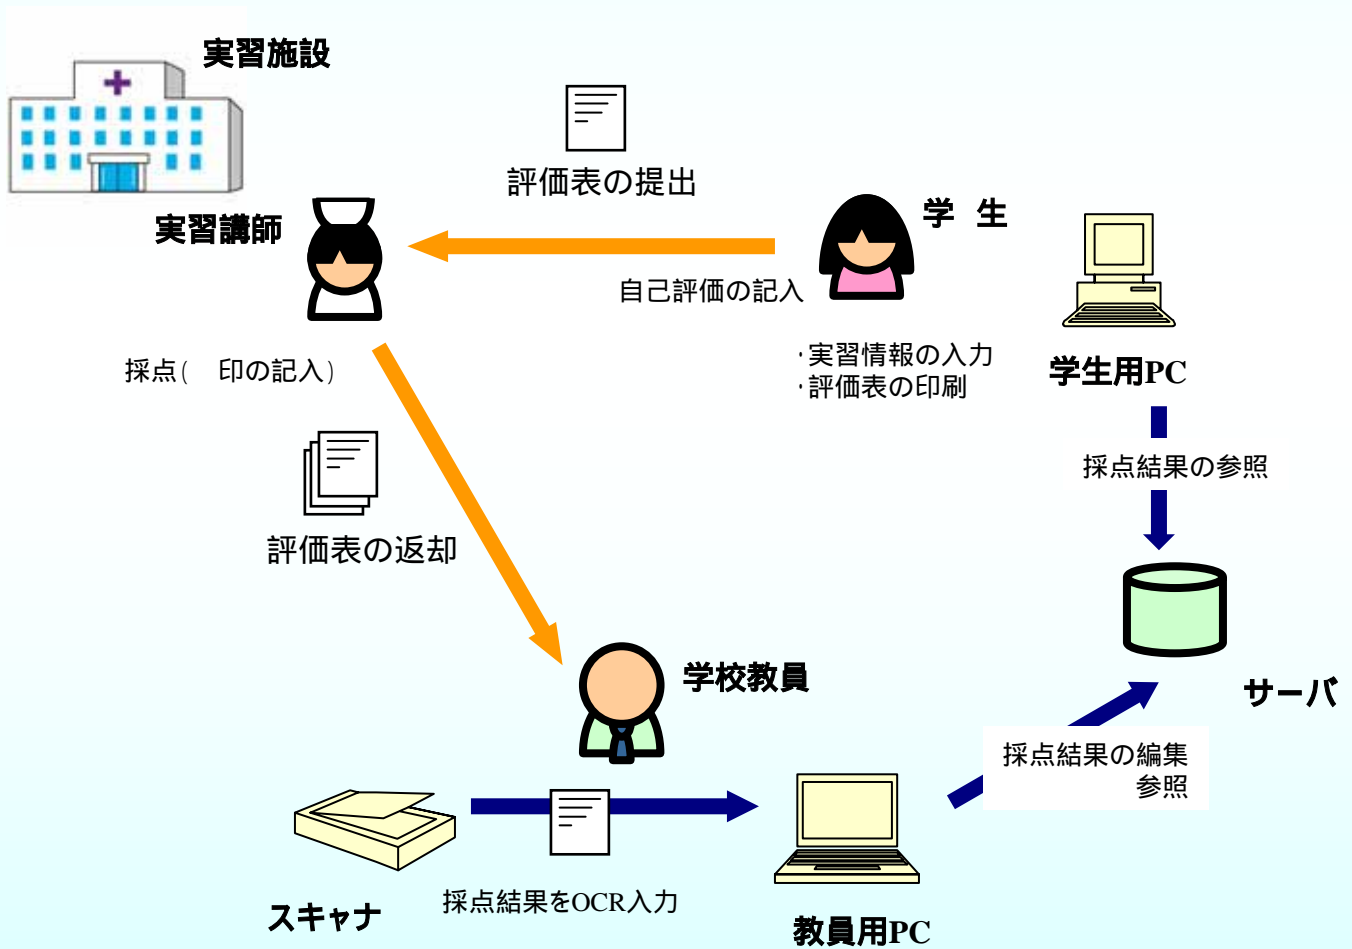 実習施設
評価表の提出
実習講師
学 生
自己評価の記入
採点( 印の記入)
・実習情報の入力
・評価表の印刷
学生用PC
採点結果の参照
評価表の返却
学校教員
サーバ
採点結果の編集
参照
スキャナ
採点結果をOCR入力
教員用PC